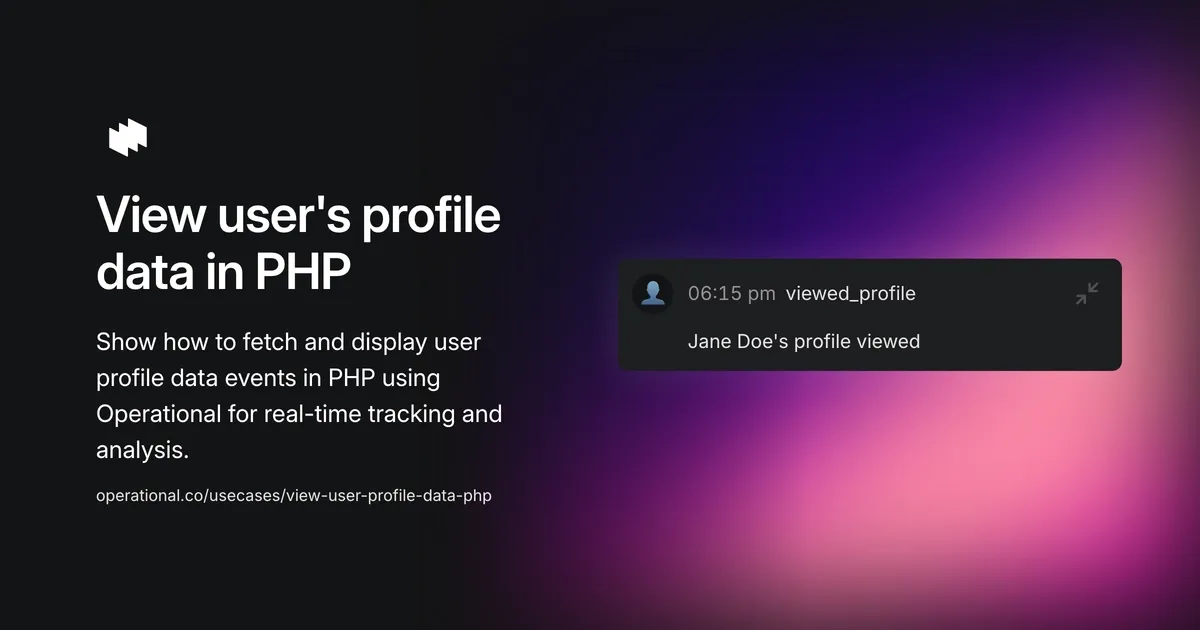 View user's profile
data in PHP
Show how to fetch and display user
profile data events in PHP using
Operational for real-time tracking and
analysis.
operational.co/usecases/view-user-profile-data-php
06:15 pm viewed_profile
Jane Doe's profile viewed